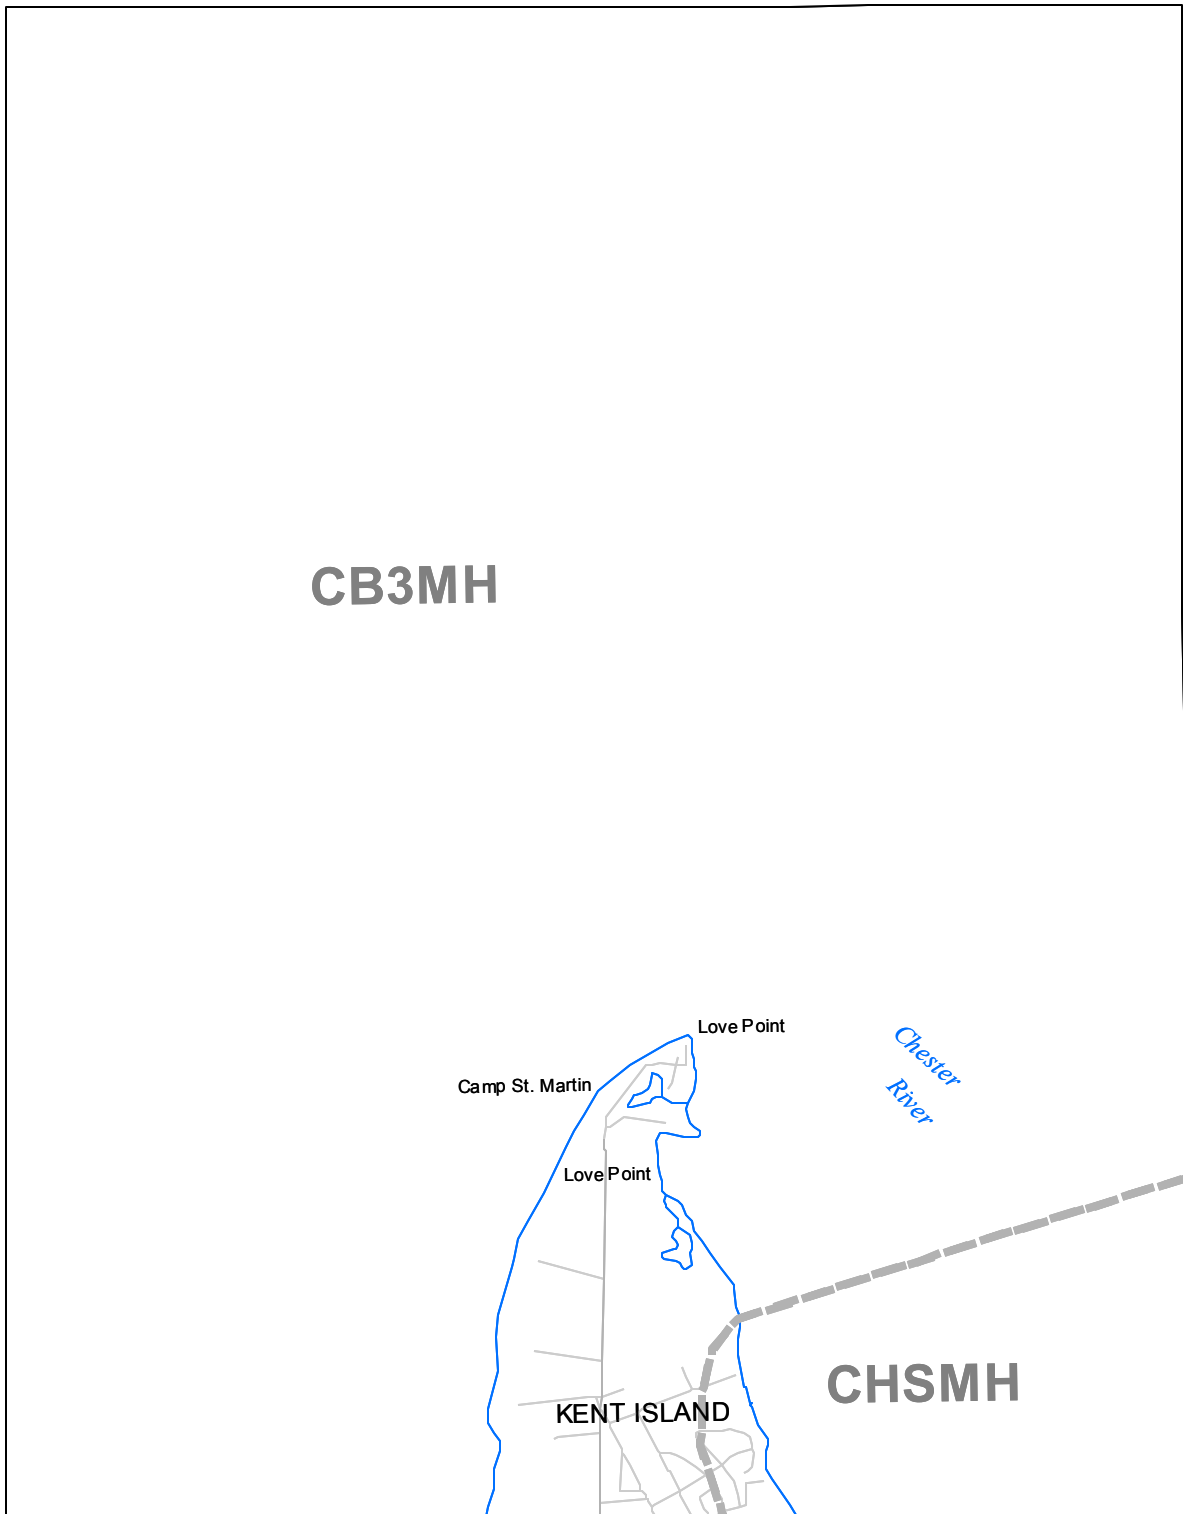 CB3MH
Love Point
Chester
River
Camp St. Martin
Love Point
CHSMH
KENT ISLAND